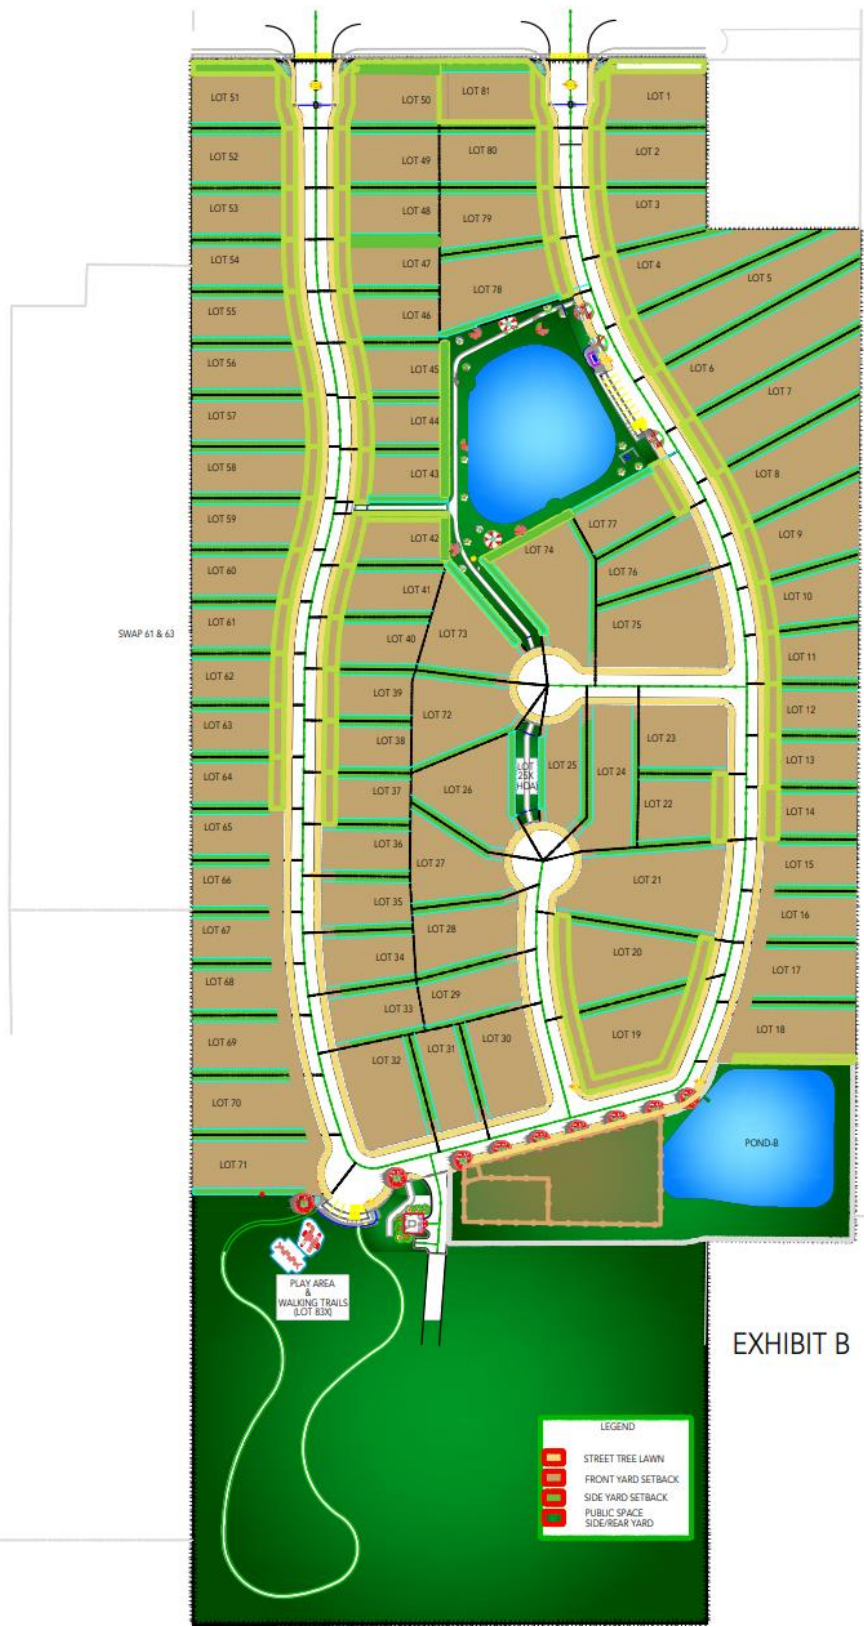 LOT 51
LOT 50
LOT 81
LOT 1
LOT 52
LOT 49
LOT 80
LOT 2
LOT 53
LOT 48
LOT 79
LOT 3
LOT 54
LOT 47
LOT 4
LOT 5
LOT 55
LOT 46
LOT 78
LOT 56
LOT 45
LOT 6
LOT 7
LOT 57
LOT 44
LOT 58
LOT 43
LOT 8
LOT 59
LOT 42
LOT 77
LOT 9
LOT 74
LOT 60
LOT 41
LOT 76
LOT 10
SWAP 61 & 63
LOT 61
LOT 40
LOT 73
LOT 75
LOT 11
LOT 62
LOT 39
LOT 12
LOT 72
LOT 63
LOT 38
LOT 23
LOT 13
LOT 64
LOT 37
LOT 26
LOT
25X
(HOA)
LOT 25
LOT 24
LOT 22
LOT 14
LOT 65
LOT 36
LOT 27
LOT 15
LOT 66
LOT 35
LOT 21
LOT 16
LOT 67
LOT 28
LOT 68
LOT 34
LOT 20
LOT 17
LOT 29
LOT 69
LOT 33
LOT 19
LOT 18
LOT 32
LOT 31
LOT 30
LOT 70
POND-B
LOT 71
PLAY AREA
&
WALKING TRAILS
(LOT 83X)
EXHIBIT B
LEGEND
STREET TREE LAWN
FRONT YARD SETBACK
SIDE YARD SETBACK
PUBLIC SPACE
SIDE/REAR YARD